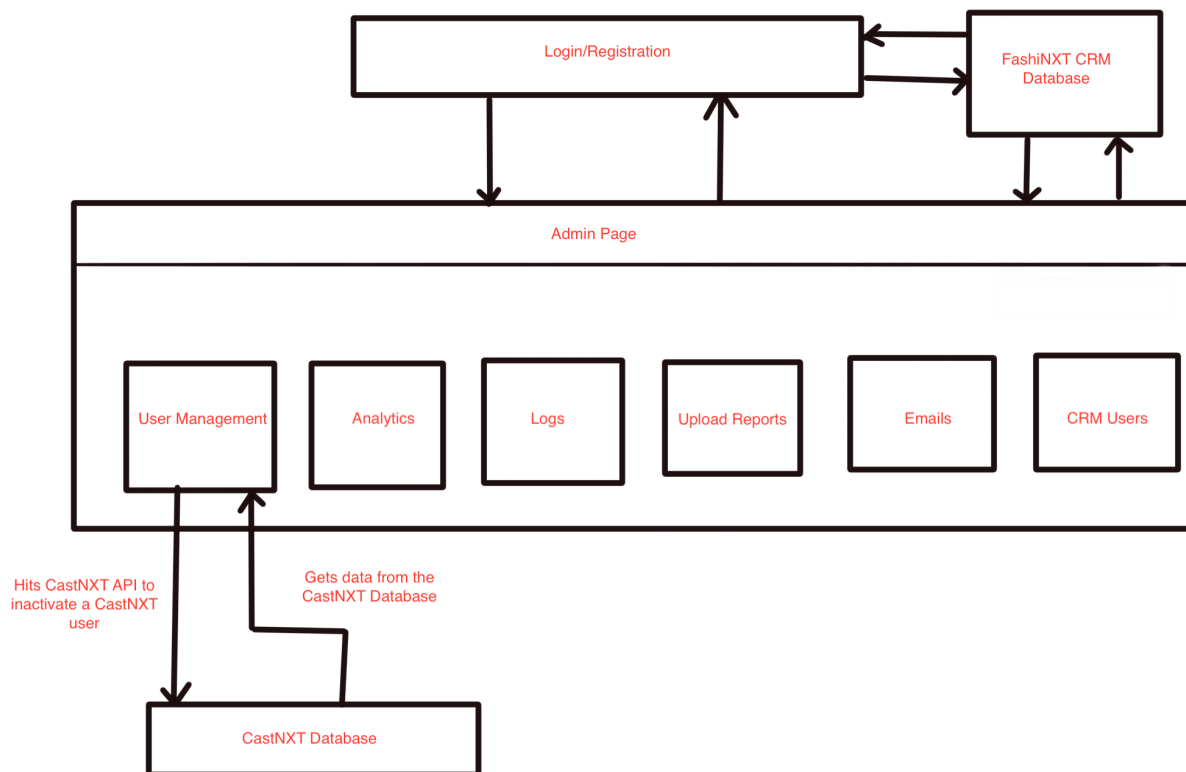 Login/Registration
FashiNXT CRM
Database
Admin Page
User Management
Analytics
Logs
Upload Reports
Emails
CRM Users
Hits CastNXT API to
inactivate a CastNXT
user
Gets data from the
CastNXT Database
CastNXT Database